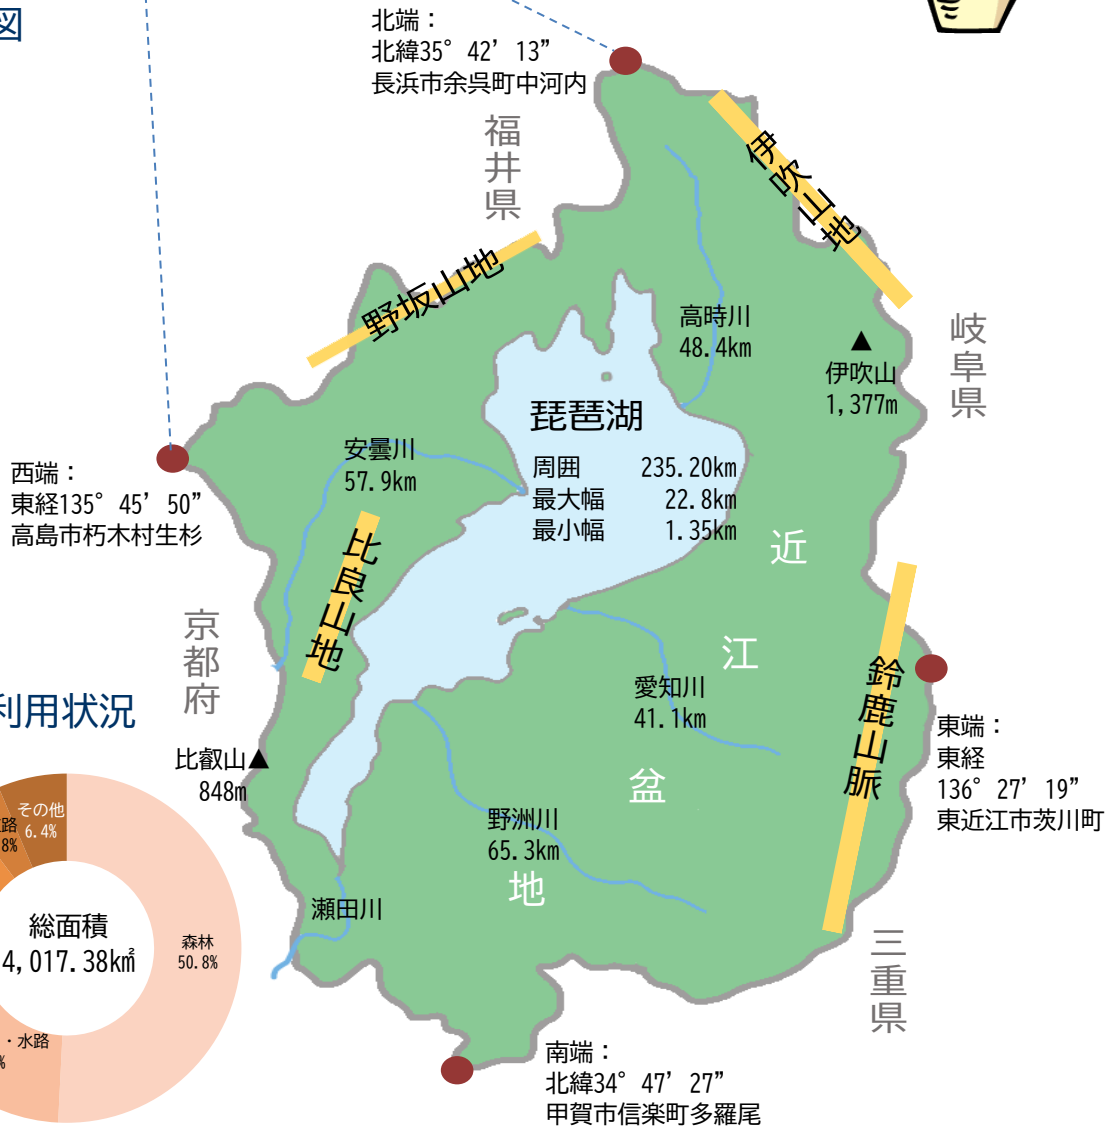 図
北端：
北緯35°42’13”
長浜市余呉町中河内
福井県
伊吹山地
野坂山地
高時川
48.4km
岐阜県
伊吹山
1,377m
琵琶湖
周囲 235.20km
最大幅 22.8km
最小幅 1.35km
安曇川
57.9km
西端：
東経135°45’50”
高島市朽木村生杉
比良山地
近江盆地
京都府
愛知川
41.1km
鈴鹿山脈
東端：
東経
136°27’19”
東近江市茨川町
利用状況
比叡山
848m
野洲川
65.3km
瀬田川
その他
6.4%
路
8%
総面積
4,017.38k㎡
森林
50.8%
・水路
%
三重県
南端：
北緯34°47’27”
甲賀市信楽町多羅尾